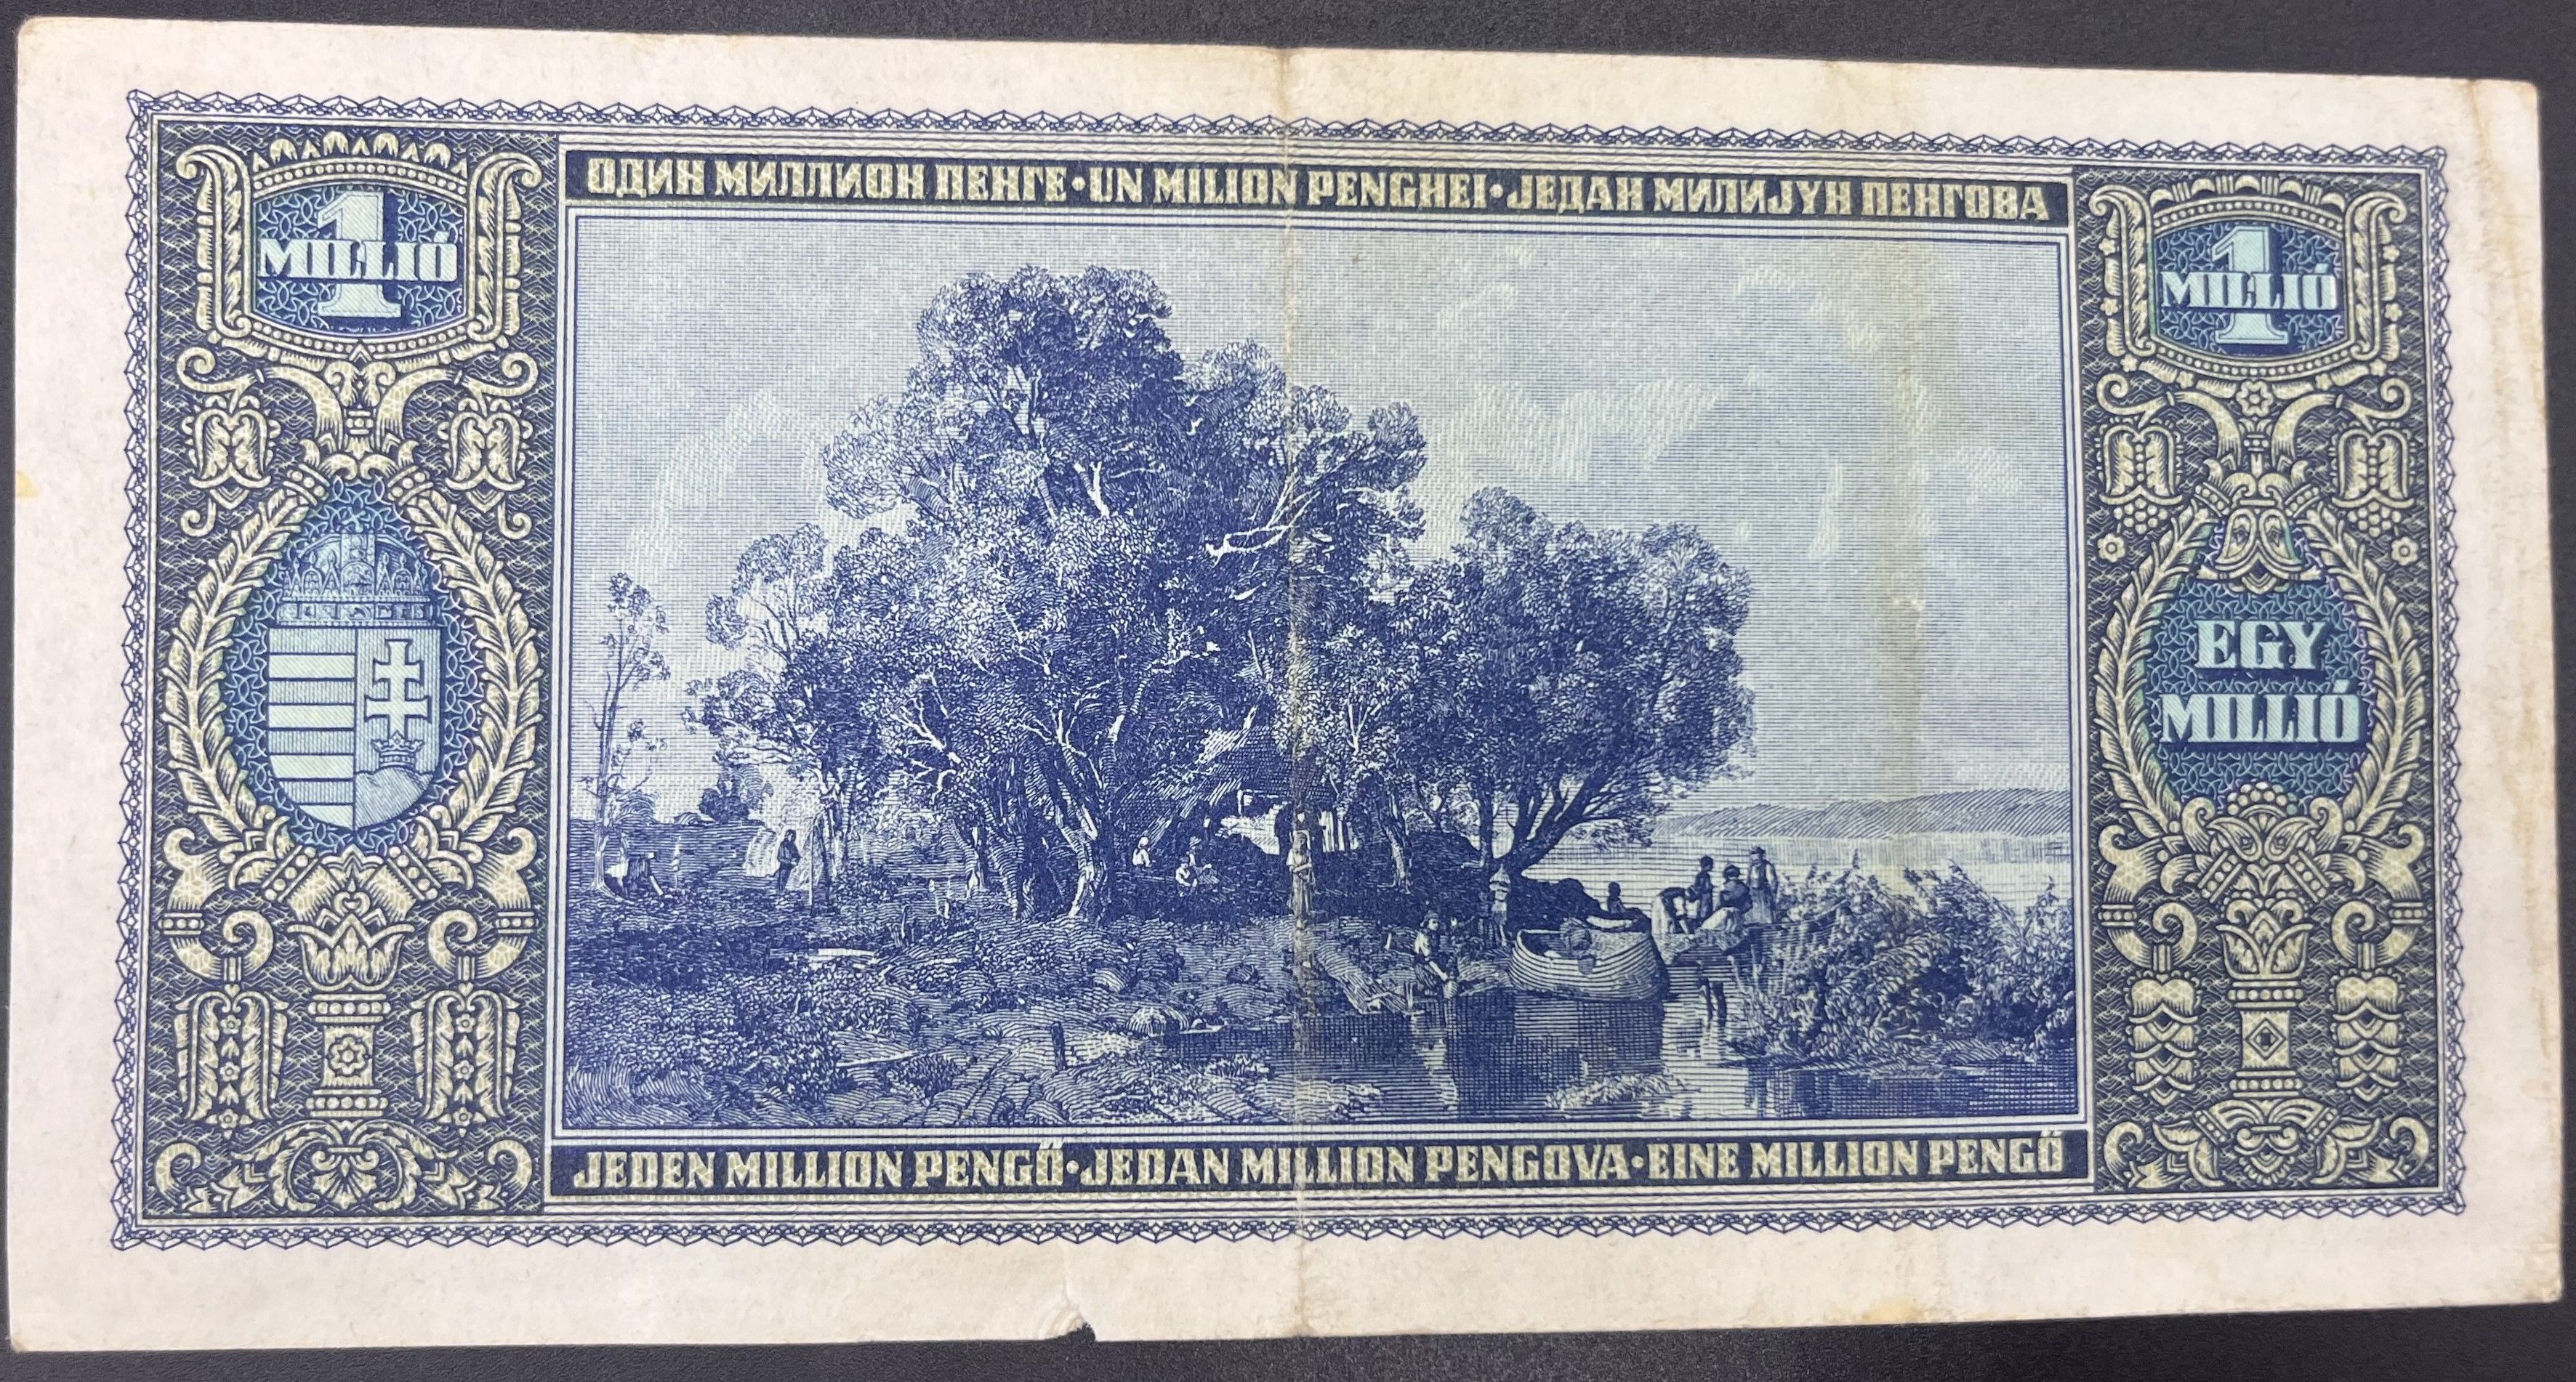 1
MILLIÓ
ОДИН МИЛЛИОН ПЕНГЕ • UN MILION PENGHEI • ЈЕДАН МИЛИЈУН ПЕНГОВА
1
MILLIÓ
EGY
MILLIÓ
JEDEN MILLION PENGŐ • JEDAN MILLION PENGOVA • EINE MILLION PENGŐ